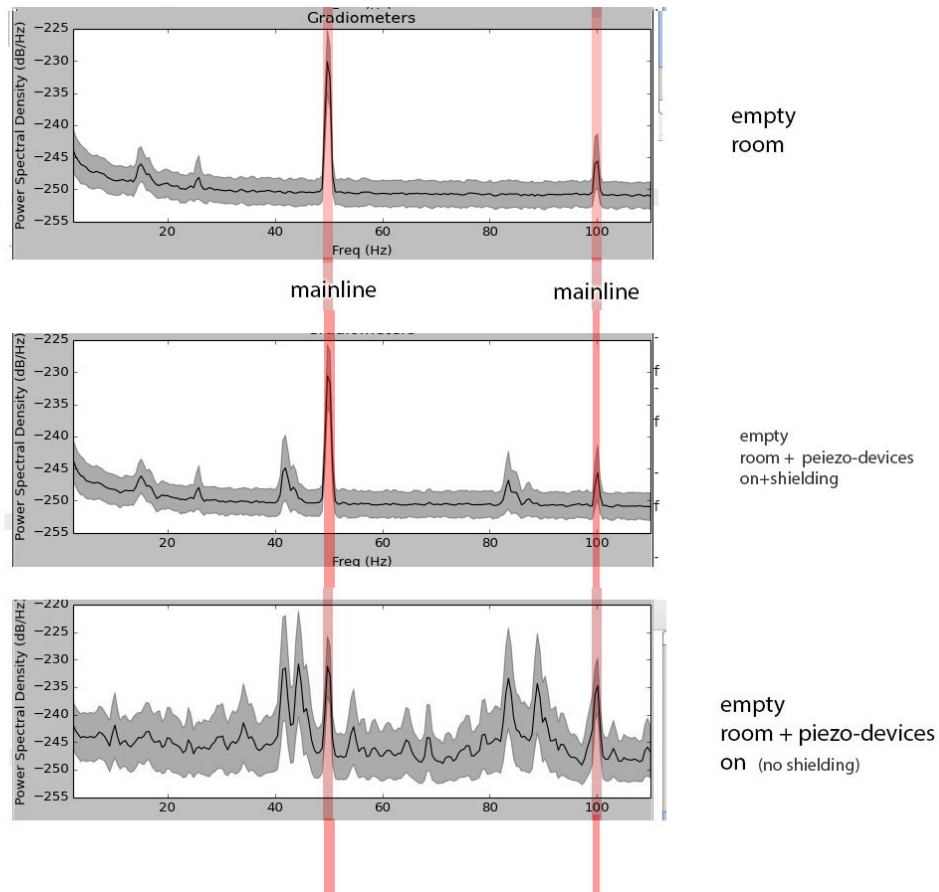 Gradiometers
−225
−230
−235
−240
−245
−250
−255
Power Spectral Density (dB/Hz)
20 40 60 80 100
Freq (Hz)
empty
room
mainline mainline
−225
−230
−235
−240
−245
−250
−255
Power Spectral Density (dB/Hz)
20 40 60 80 100
Freq (Hz)
f
f
f
empty
room + peiezo-devices
on+shielding
−220
−225
−230
−235
−240
−245
−250
−255
Power Spectral Density (dB/Hz)
20 40 60 80 100
empty
room + piezo-devices
on (no shielding)